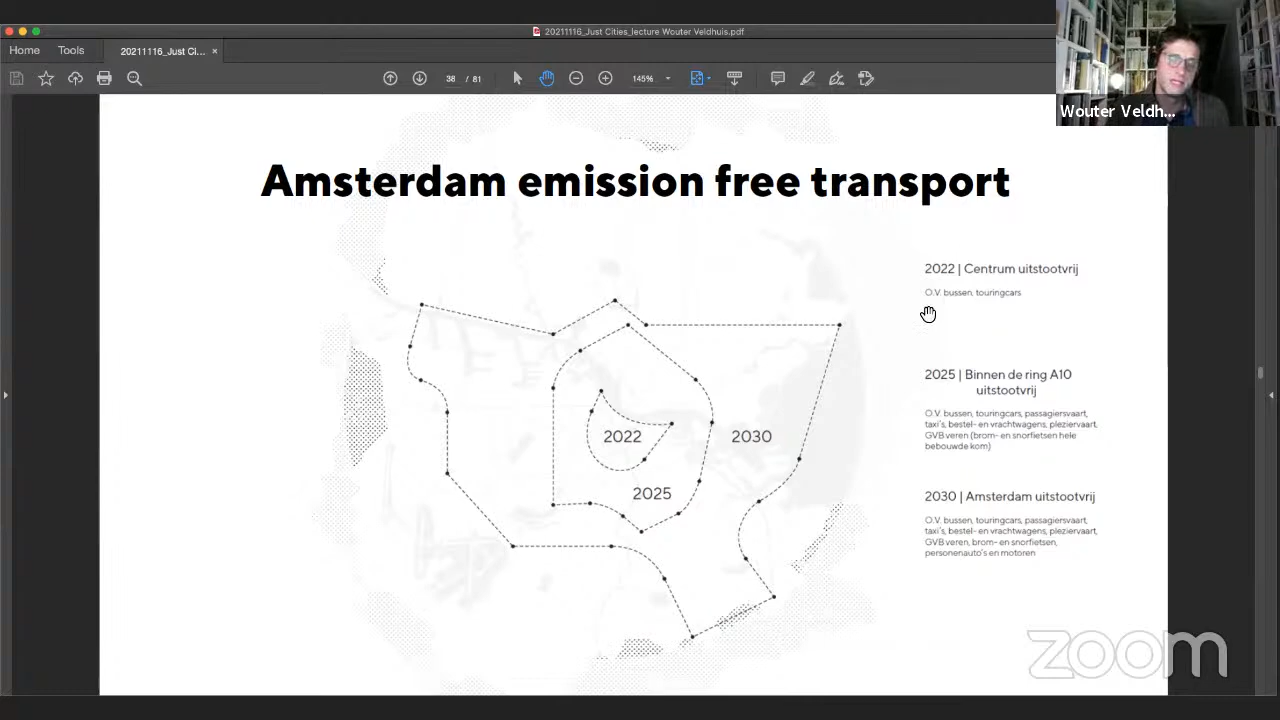 20211116_Just Cities_lecture Wouter Veldhuis.pdf
Home
Tools
20211116_Just Ci...
×
38 / 81
145%
Wouter Veldh...
Amsterdam emission free transport
2022 | Centrum uitstootvrij
O.V. bussen, touringcars
2025 | Binnen de ring A10
uitstootvrij
O.V. bussen, touringcars, passagiersvaart,
taxi's, bestel- en vrachtwagens, pleziervaart,
GVB veren (brom- en snorfietsen hele
bebouwde kom)
2030 | Amsterdam uitstootvrij
O.V. bussen, touringcars, passagiersvaart,
taxi's, bestel- en vrachtwagens, pleziervaart,
GVB veren, brom- en snorfietsen,
personenauto's en motoren
2022
2030
2025
zoom